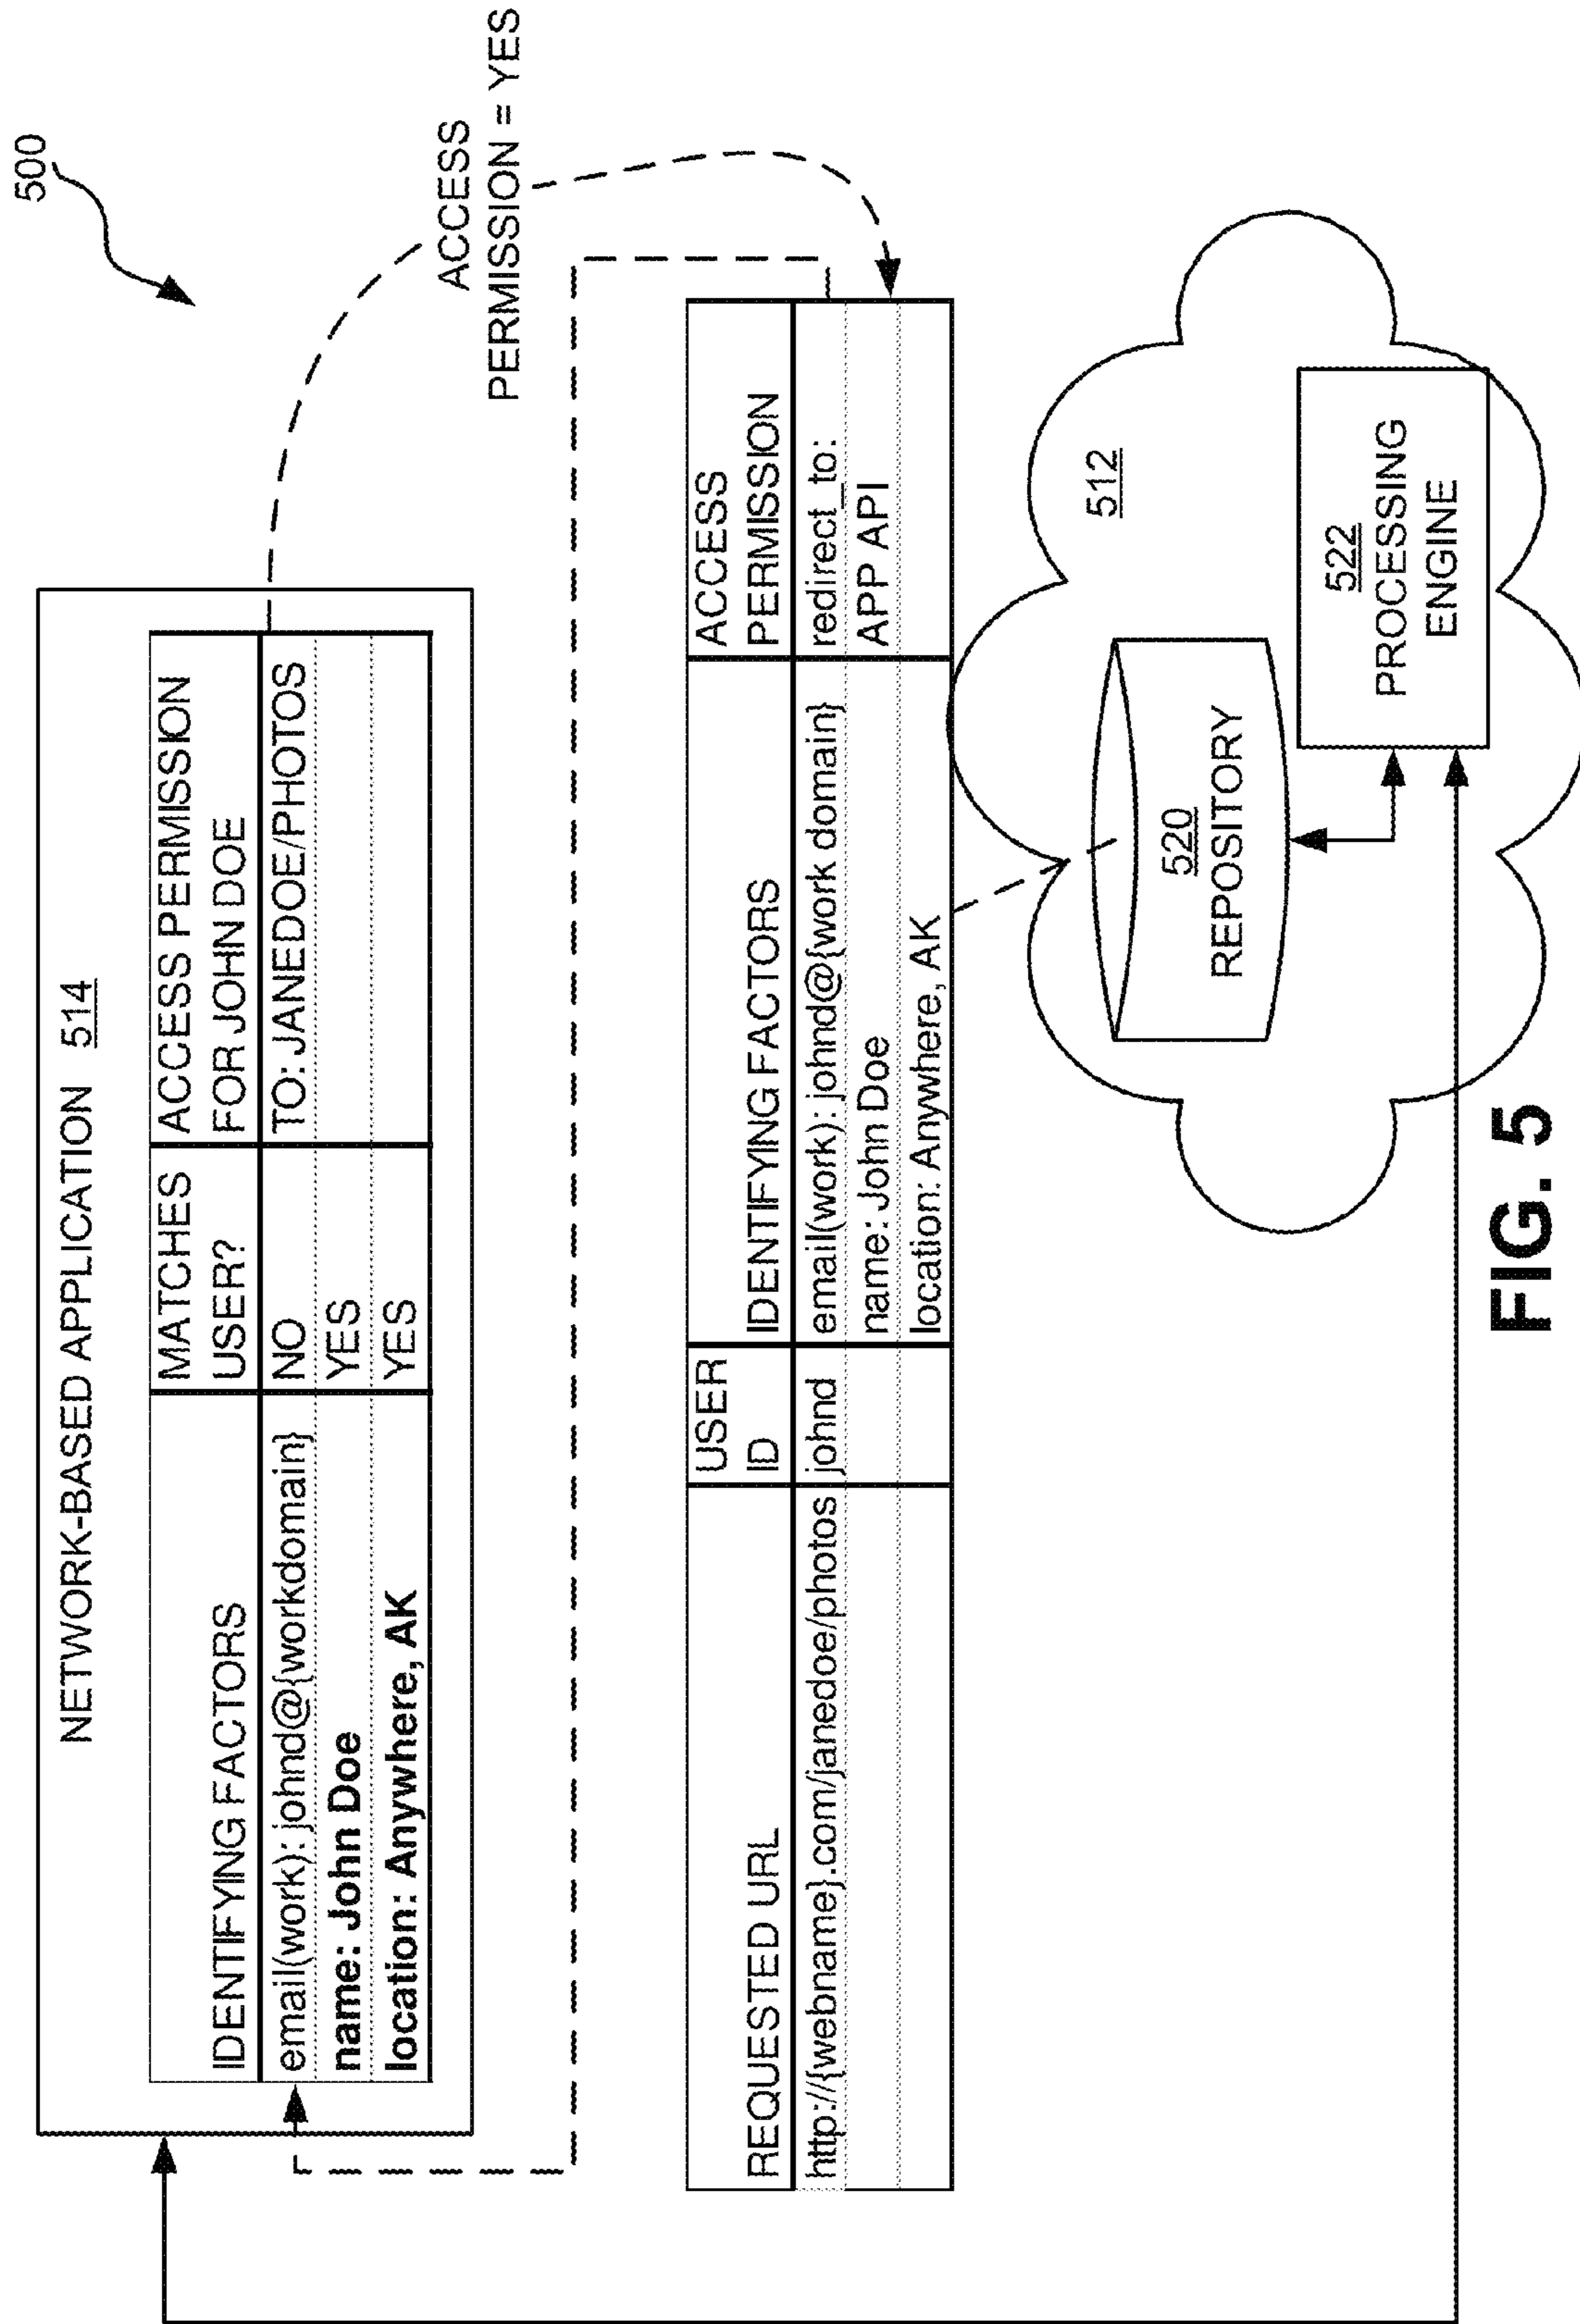 500
NETWORK-BASED APPLICATION 514
IDENTIFYING FACTORS
MATCHES
USER?
ACCESS PERMISSION
FOR JOHN DOE
email(work): johnd@{workdomain}
NO
TO: JANEDOE/PHOTOS
name: John Doe
YES
location: Anywhere, AK
YES
ACCESS
PERMISSION = YES
REQUESTED URL
USER
ID
IDENTIFYING FACTORS
ACCESS
PERMISSION
http://{webname}.com/janedoe/photos
johnd
email(work): johnd@{work domain}
redirect_to:
name: John Doe
APP API
location: Anywhere, AK
512
520
REPOSITORY
522
PROCESSING
ENGINE
FIG. 5